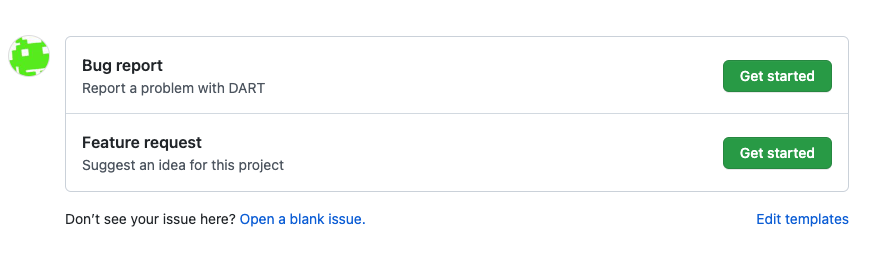 Bug report
Report a problem with DART
Get started
Feature request
Suggest an idea for this project
Get started
Don’t see your issue here? Open a blank issue.
Edit templates